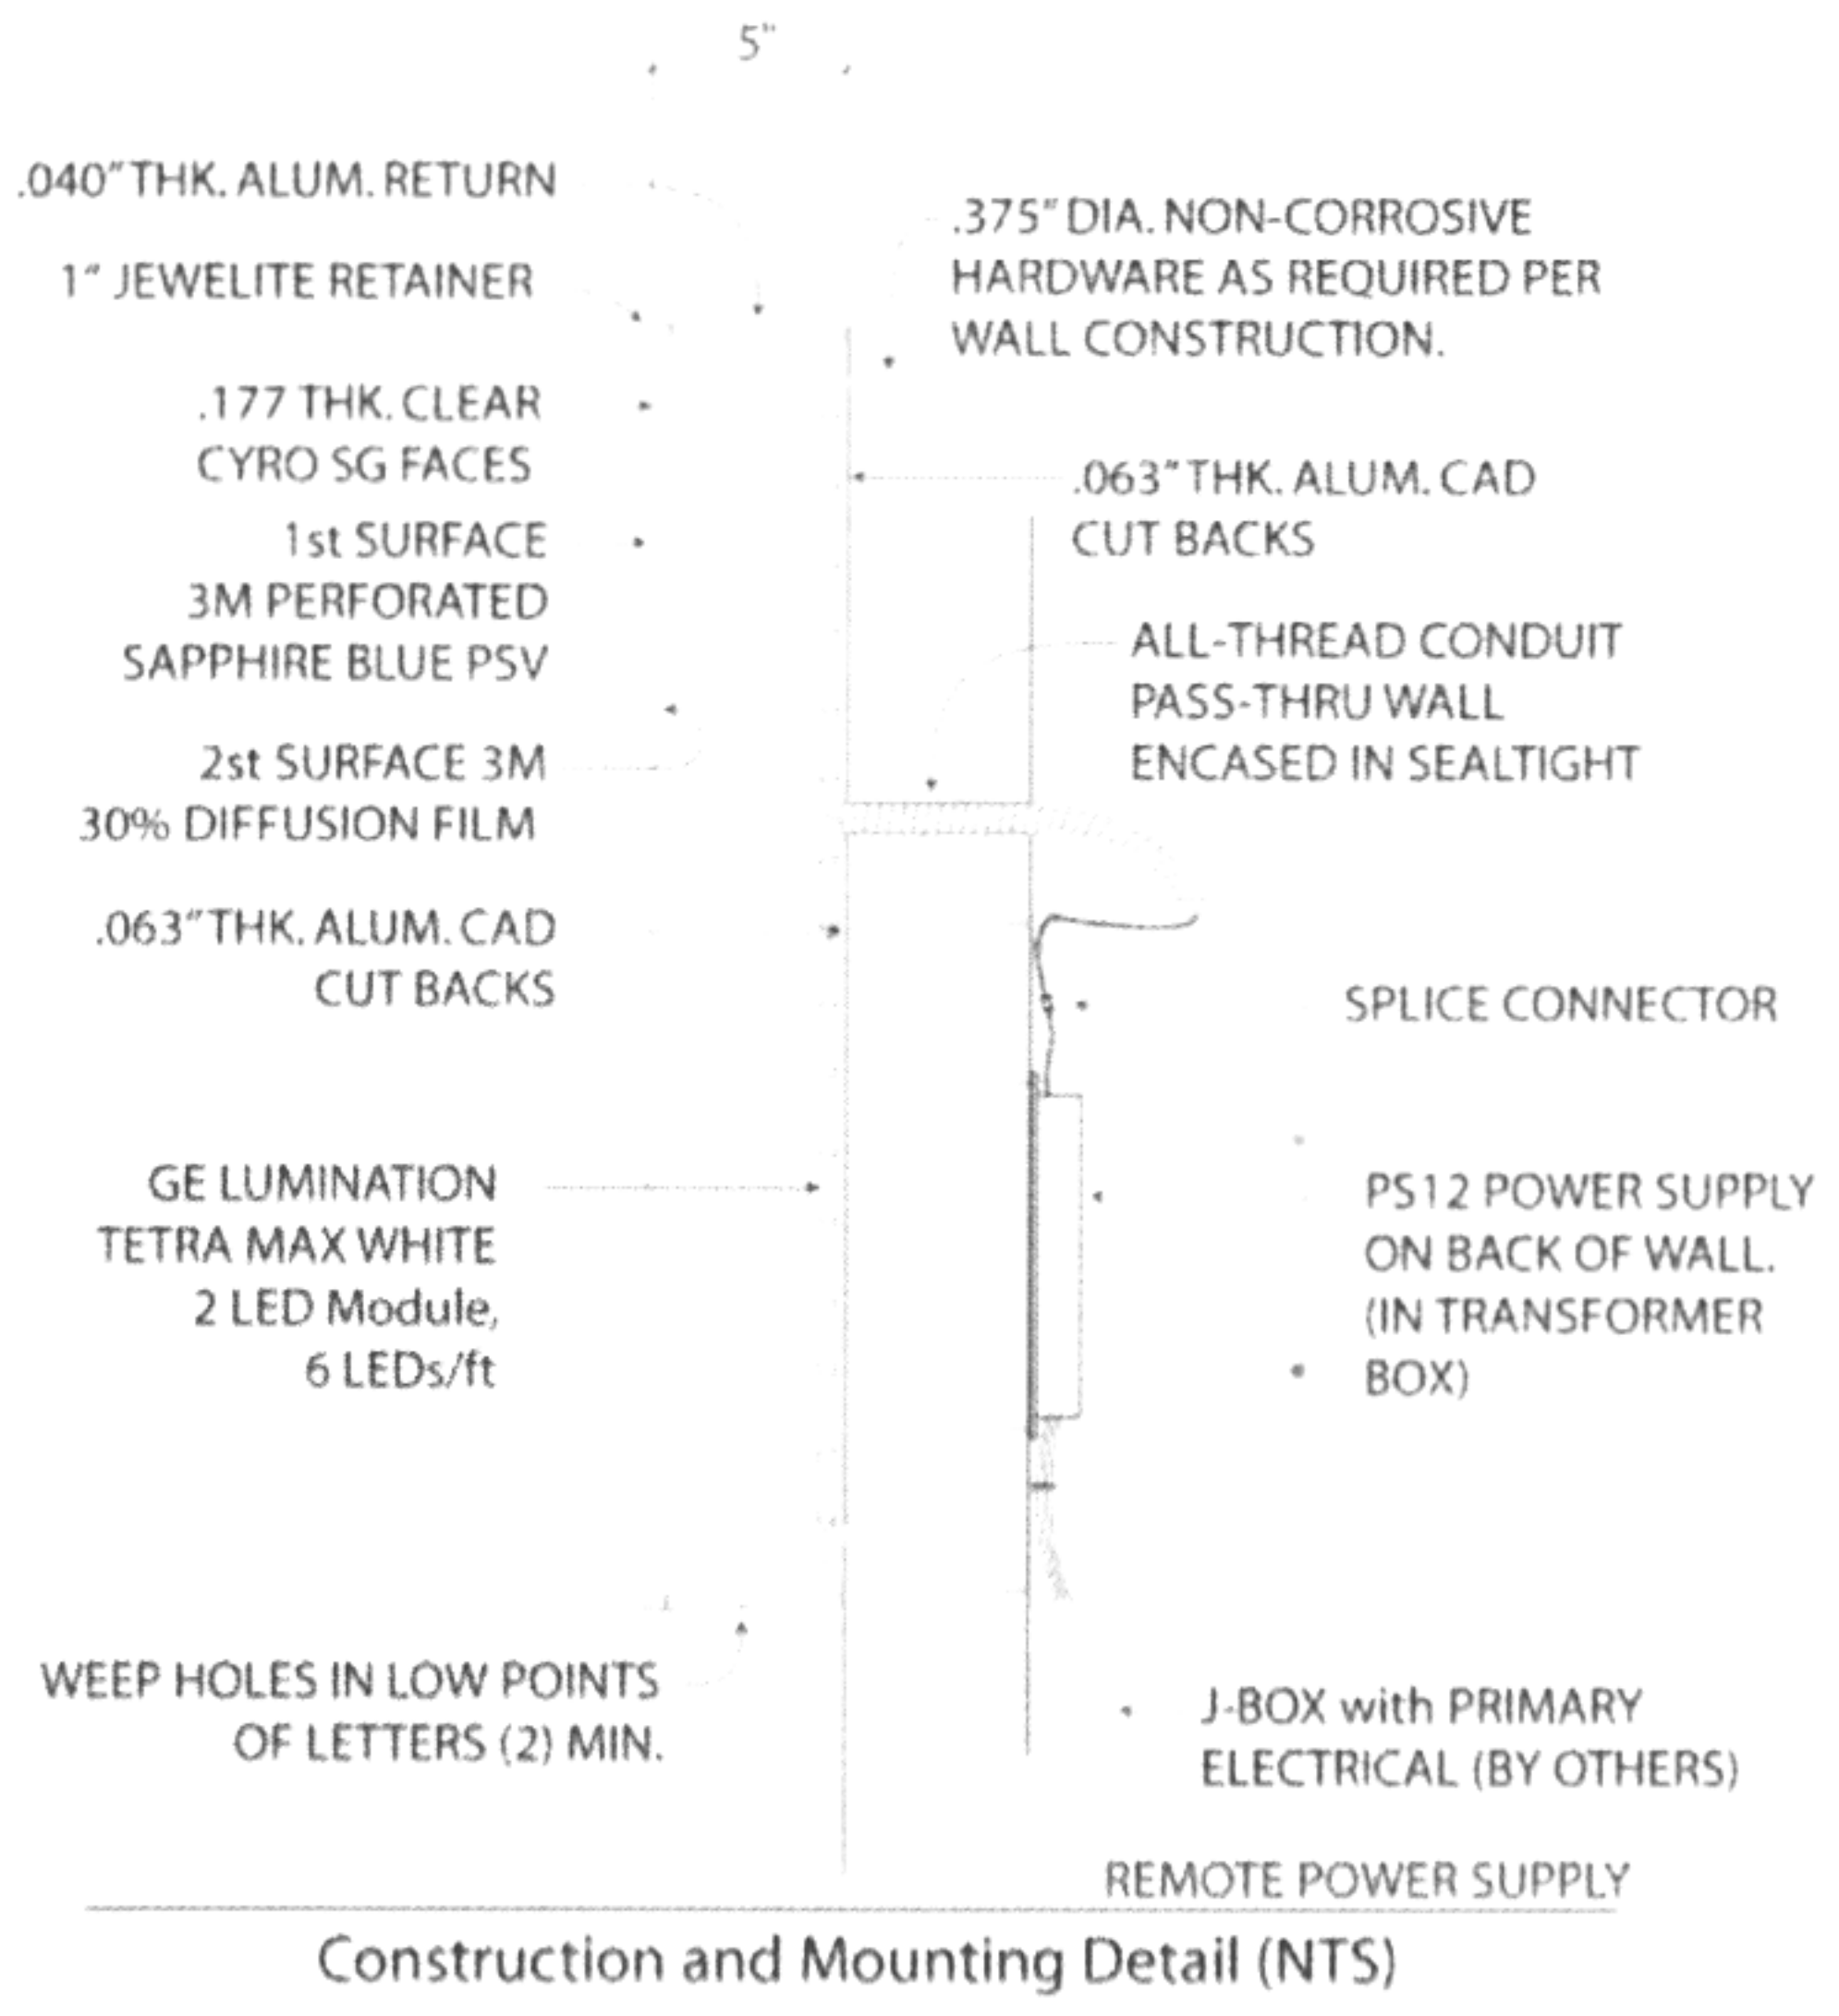 5"
.040" THK. ALUM. RETURN
1" JEWELITE RETAINER
.177 THK. CLEAR
CYRO SG FACES
1st SURFACE
3M PERFORATED
SAPPHIRE BLUE PSV
2st SURFACE 3M
30% DIFFUSION FILM
.063" THK. ALUM. CAD
CUT BACKS
GE LUMINATION
TETRA MAX WHITE
2 LED Module,
6 LEDs/ft
WEEP HOLES IN LOW POINTS
OF LETTERS (2) MIN.
.375" DIA. NON-CORROSIVE
HARDWARE AS REQUIRED PER
WALL CONSTRUCTION.
.063" THK. ALUM. CAD
CUT BACKS
ALL-THREAD CONDUIT
PASS-THRU WALL
ENCASED IN SEALTIGHT
SPLICE CONNECTOR
PS12 POWER SUPPLY
ON BACK OF WALL.
(IN TRANSFORMER
BOX)
J-BOX with PRIMARY
ELECTRICAL (BY OTHERS)
REMOTE POWER SUPPLY
Construction and Mounting Detail (NTS)